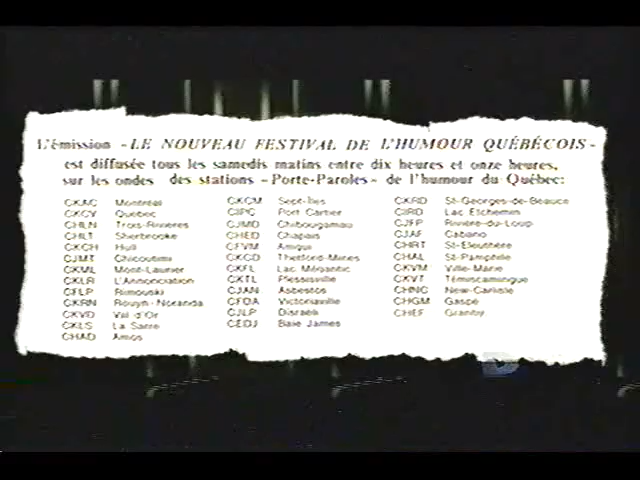 L'émission «LE NOUVEAU FESTIVAL DE L'HUMOUR QUÉBÉCOIS»
est diffusée tous les samedis matins entre dix heures et onze heures,
sur les ondes des stations «Porte-Paroles» de l'humour du Québec:
CKAC Montréal
CKCV Québec
CHLN Trois-Rivières
CHLT Sherbrooke
CKCH Hull
CJMT Chicoutimi
CKML Mont-Laurier
CKLR L'Annonciation
CFLP Rimouski
CKRN Rouyn-Noranda
CKVD Val d'Or
CKLS La Sarre
CHAD Amos
CKCM Sept-Îles
CIPC Port Cartier
CJMD Chibougamau
CHED Chapais
CFVM Amqui
CKCD Thetford-Mines
CKFL Lac Mégantic
CKTL Plessisville
CJAN Asbestos
CFDA Victoriaville
CJLP Disraeli
CEDJ Baie James
CKRD St-Georges-de-Beauce
CIRD Lac Etchemin
CJFP Rivière-du-Loup
CJAF Cabano
CHRT St-Eleuthère
CHAL St-Pamphile
CKVM Ville-Marie
CKVT Témiscamingue
CHNC New-Carlisle
CHGM Gaspé
CHEF Granby